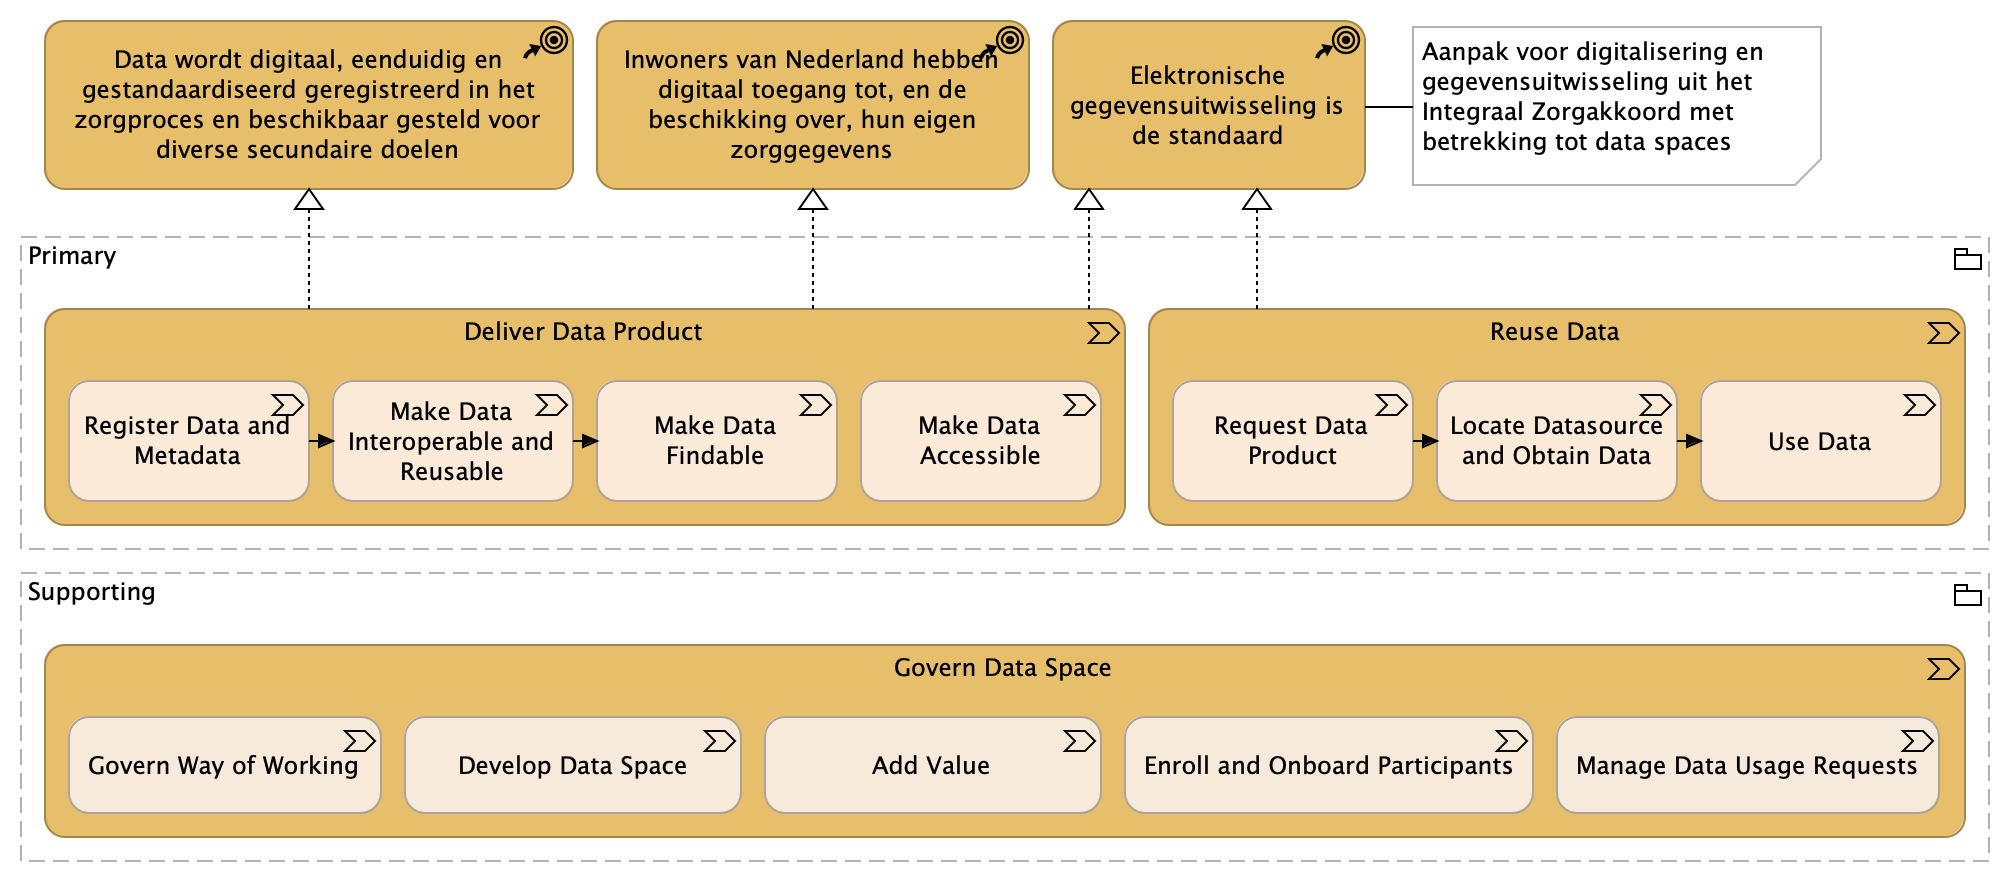 Data wordt digitaal, eenduidig en
gestandaardiseerd geregistreerd in het
zorgproces en beschikbaar gesteld voor
diverse secundaire doelen
Inwoners van Nederland hebben
digitaal toegang tot, en de
beschikking over, hun eigen
zorggegevens
Elektronische
gegevensuitwisseling is
de standaard
Aanpak voor digitalisering en
gegevensuitwisseling uit het
Integraal Zorgakkoord met
betrekking tot data spaces
Primary
Deliver Data Product
Register Data and
Metadata
Make Data
Interoperable and
Reusable
Make Data
Findable
Make Data
Accessible
Reuse Data
Request Data
Product
Locate Datasource
and Obtain Data
Use Data
Supporting
Govern Data Space
Govern Way of Working
Develop Data Space
Add Value
Enroll and Onboard Participants
Manage Data Usage Requests